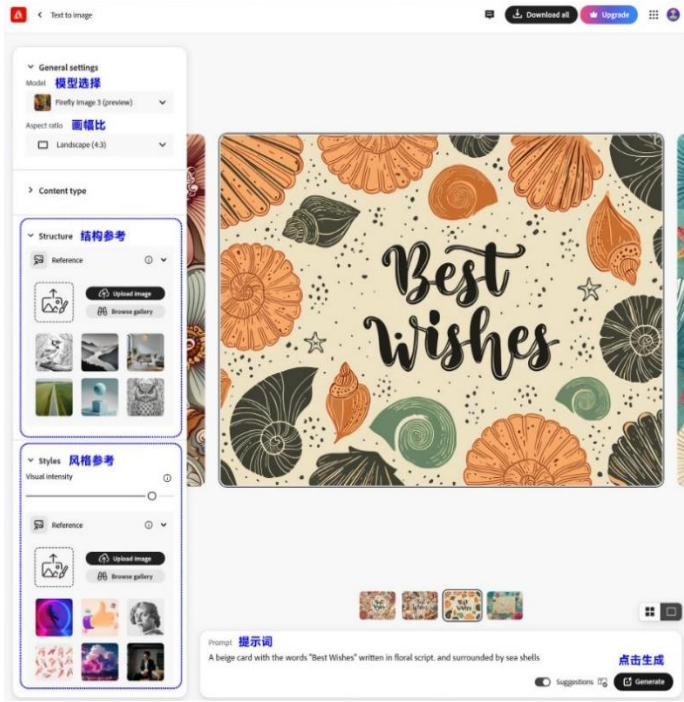 Text to image
Download all
Upgrade
General settings
Model 模型选择
Firefly Image 3 (preview)
Aspect ratio 画幅比
Landscape (4:3)
Content type
Structure 结构参考
Reference
Upload image
Browse gallery
Styles 风格参考
Visual intensity
Reference
Upload image
Browse gallery
Best
Wishes
Prompt 提示词
A beige card with the words "Best Wishes" written in floral script. and surrounded by sea shells
点击生成
Suggestions
Generate